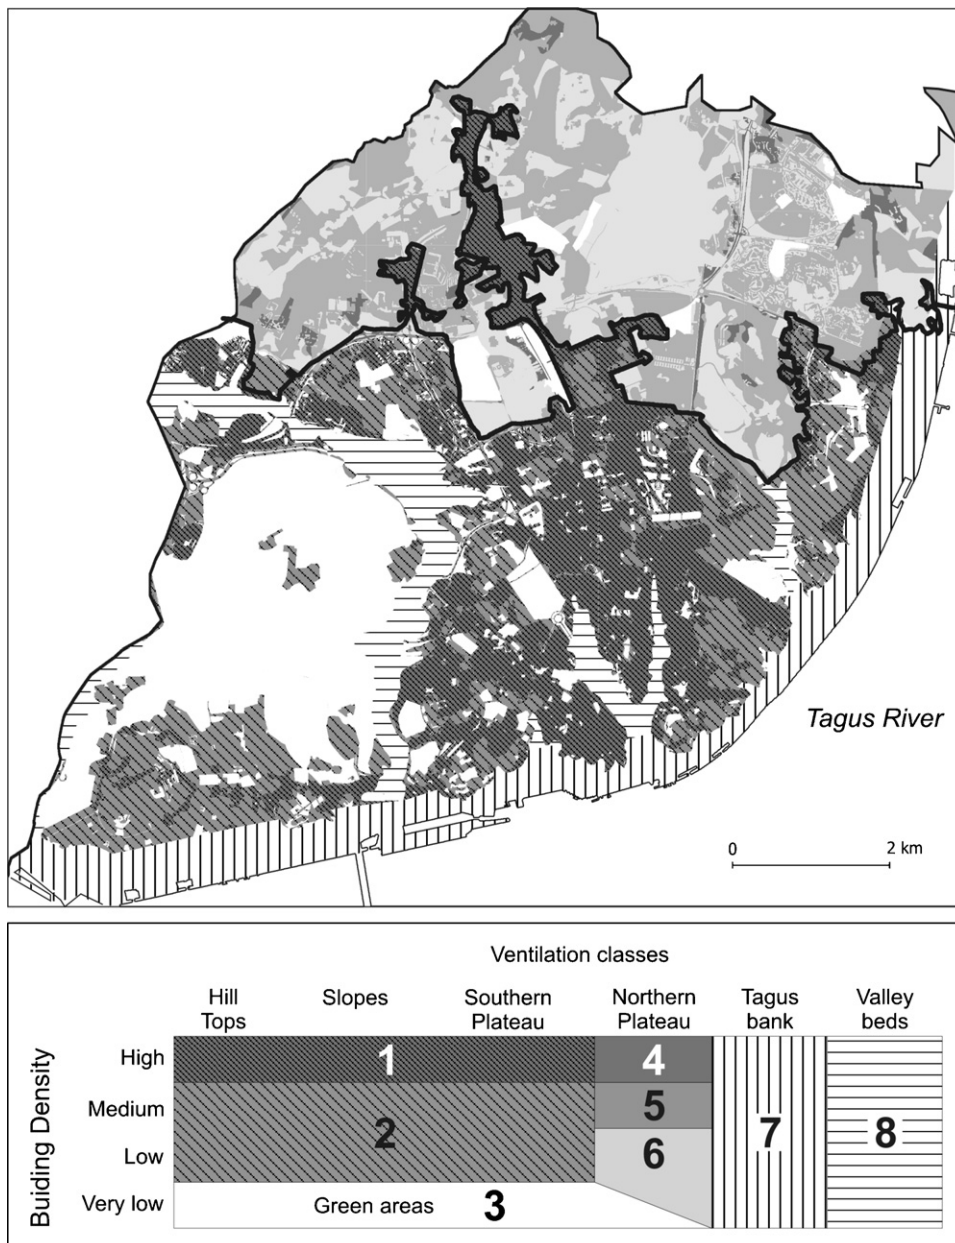 Tagus River
0 2 km
Ventilation classes
Hill Tops
Slopes
Southern Plateau
Northern Plateau
Tagus bank
Valley beds
Buiding Density
High
1
4
Medium
5
2
Low
6
7
8
Very low
Green areas
3